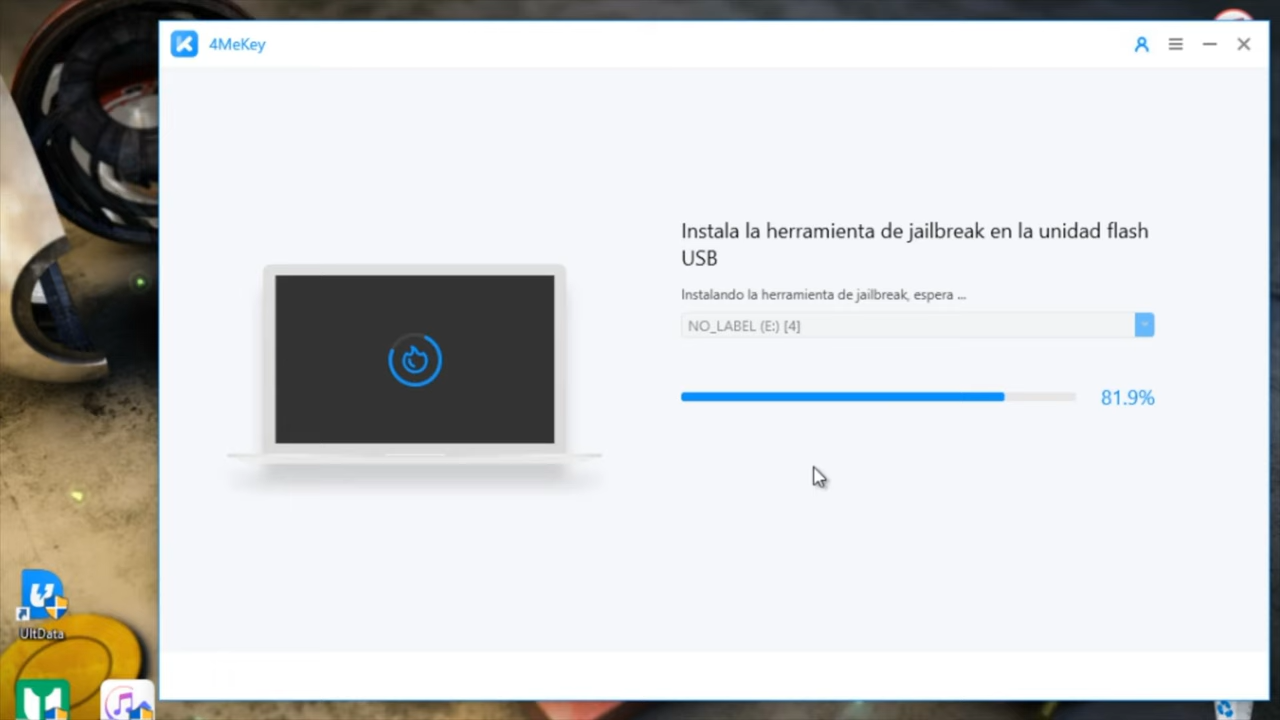 4MeKey
Instala la herramienta de jailbreak en la unidad flash
USB
Instalando la herramienta de jailbreak, espera ...
NO_LABEL (E:) [4]
81.9%
UltData